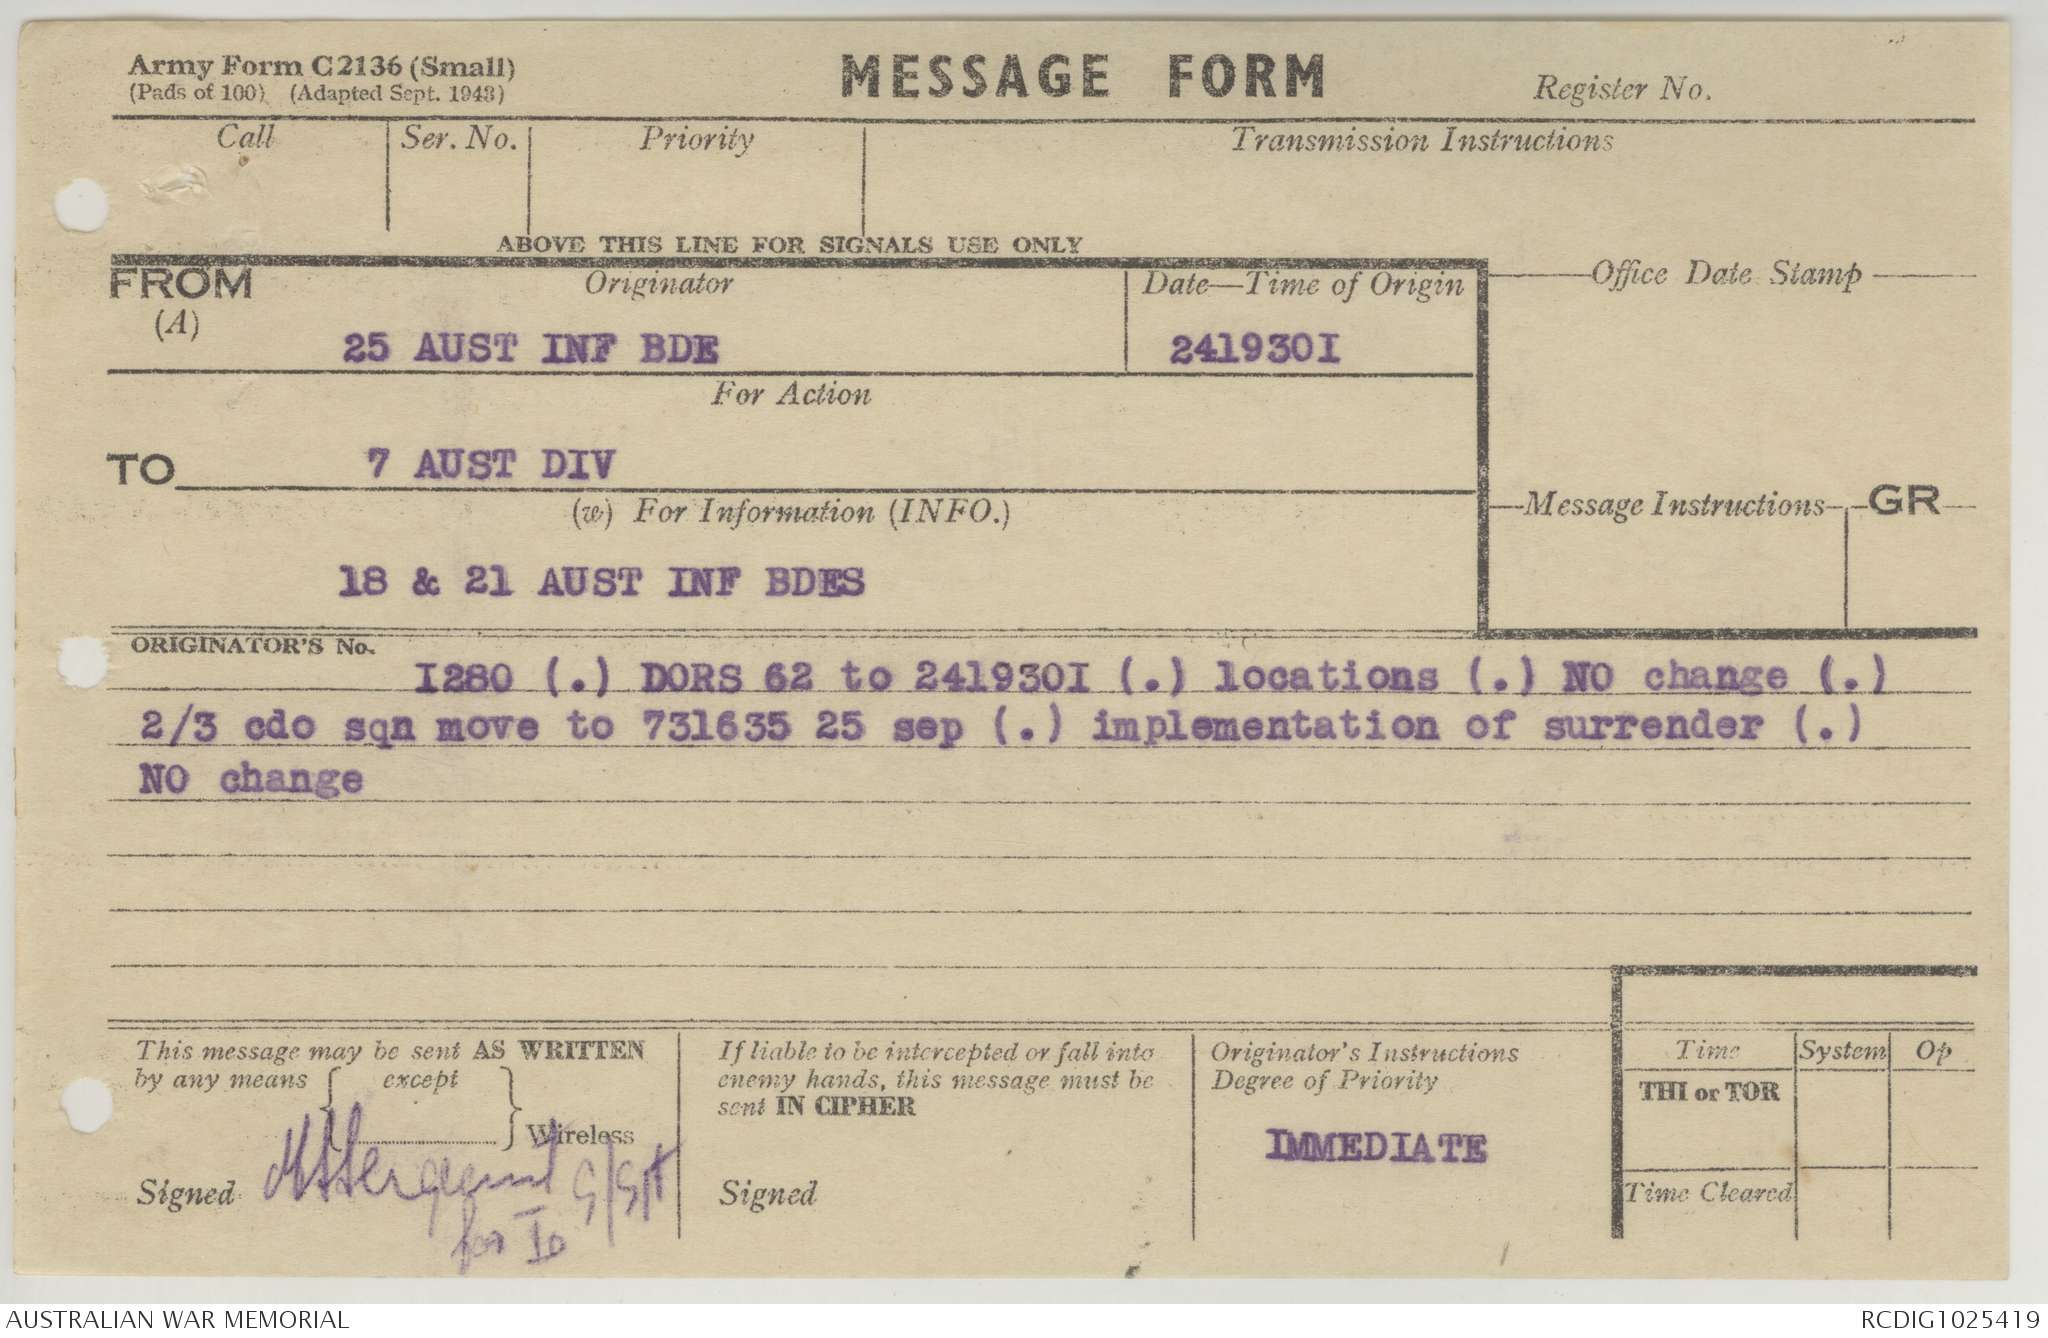 Army Form C2136 (Small)
(Pads of 100) (Adapted Sept. 1943)
MESSAGE FORM
Register No.
Call
Ser. No.
Priority
Transmission Instructions
ABOVE THIS LINE FOR SIGNALS USE ONLY
FROM
(A)
Originator
25 AUST INF BDE
Date—Time of Origin
241930I
Office Date Stamp
For Action
TO
7 AUST DIV
(w) For Information (INFO.)
Message Instructions
GR
18 & 21 AUST INF BDES
ORIGINATOR'S No.
I280 (.) DORS 62 to 241930I (.) locations (.) NO change (.)
2/3 cdo sqn move to 731635 25 sep (.) implementation of surrender (.)
NO change
This message may be sent AS WRITTEN
by any means { except
} Wireless
Signed
Sergeant
for IO
If liable to be intercepted or fall into
enemy hands, this message must be
sent IN CIPHER
Signed
Originator's Instructions
Degree of Priority
IMMEDIATE
Time
System
Op
THI or TOR
Time Cleared
AUSTRALIAN WAR MEMORIAL
RCDIG1025419